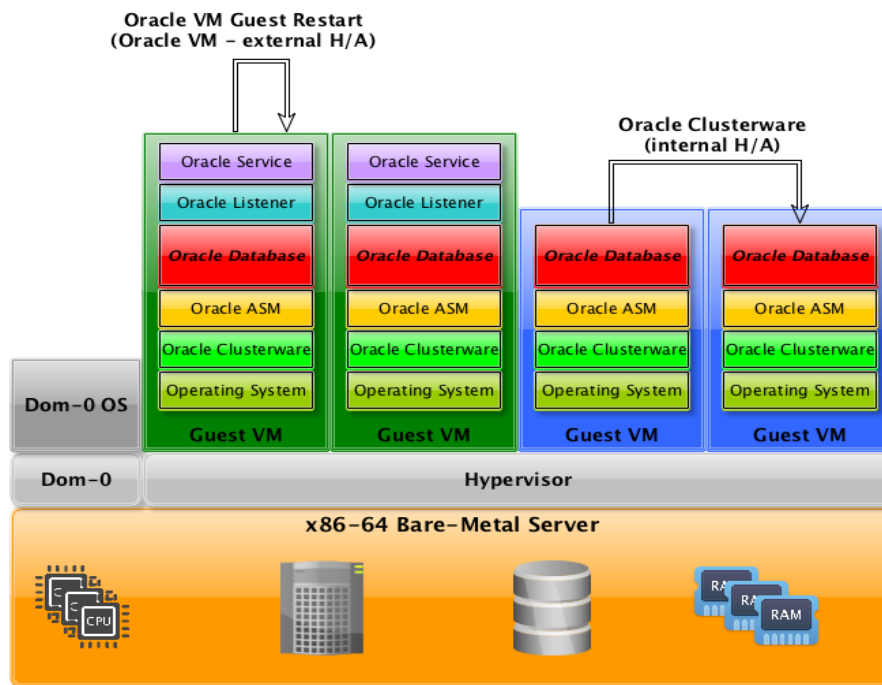 Oracle VM Guest Restart
(Oracle VM - external H/A)
Oracle Clusterware
(internal H/A)
Oracle Service
Oracle Listener
Oracle Database
Oracle ASM
Oracle Clusterware
Operating System
Guest VM
Oracle Service
Oracle Listener
Oracle Database
Oracle ASM
Oracle Clusterware
Operating System
Guest VM
Oracle Database
Oracle ASM
Oracle Clusterware
Operating System
Guest VM
Oracle Database
Oracle ASM
Oracle Clusterware
Operating System
Guest VM
Dom-0 OS
Dom-0
Hypervisor
x86-64 Bare-Metal Server
C
C
CPU
RA
RAM
RAM